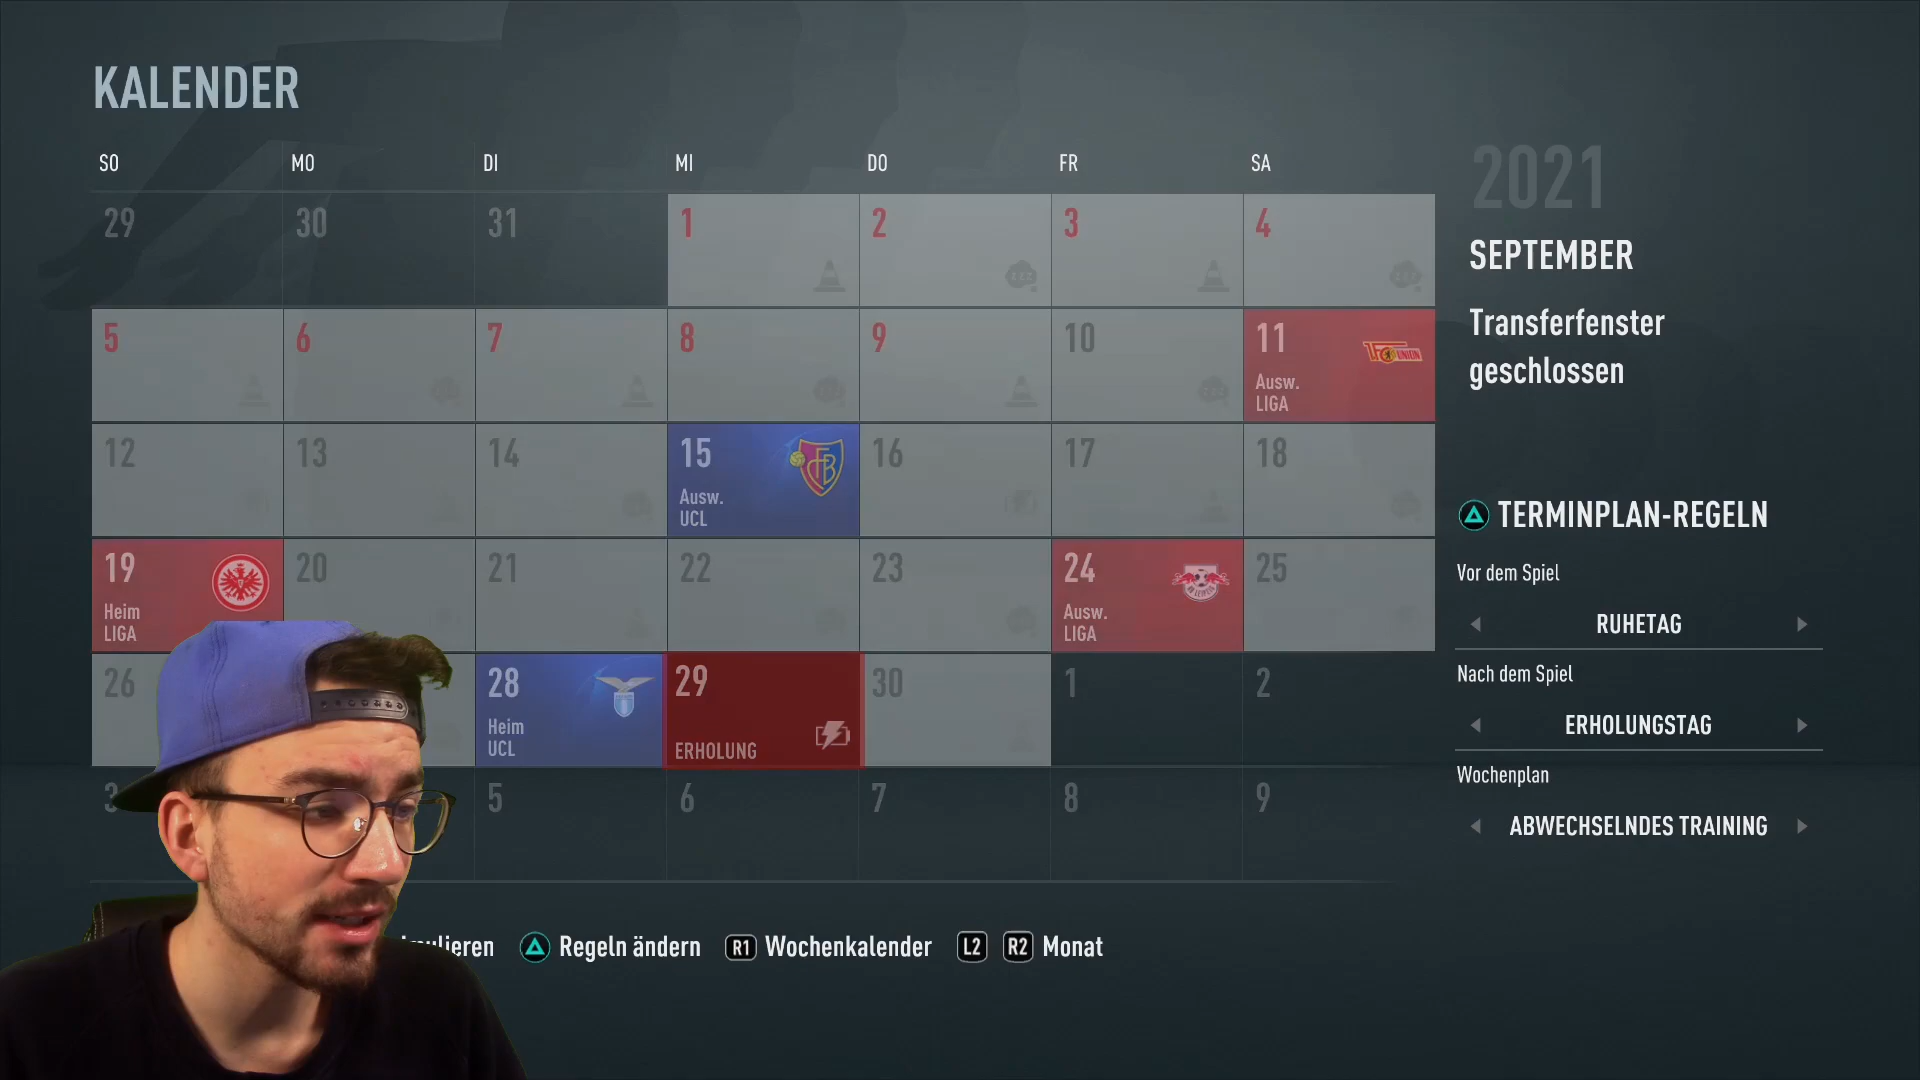 KALENDER
SO MO DI MI DO FR SA
29 30 31 1 2 3 4
5 6 7 8 9 10 11
Ausw.
LIGA
12 13 14 15 16 17 18
Ausw.
UCL
19 20 21 22 23 24 25
Heim
LIGA
Ausw.
LIGA
26 28 29 30 1 2
Heim
UCL
ERHOLUNG
5 6 7 8 9
2021
SEPTEMBER
Transferfenster
geschlossen
TERMINPLAN-REGELN
Vor dem Spiel
RUHETAG
Nach dem Spiel
ERHOLUNGSTAG
Wochenplan
ABWECHSELNDES TRAINING
Regeln ändern R1 Wochenkalender L2 R2 Monat